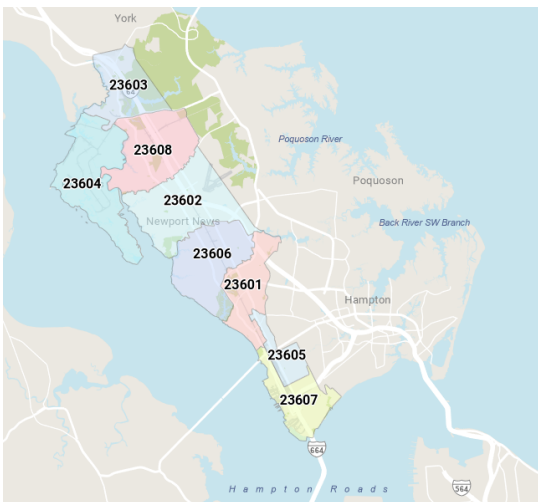 York
23603
64
23608
Poquoson River
23604
Poquoson
23602
Newport News
Back River SW Branch
23606
23601
Hampton
23605
23607
664
564
Hampton Roads